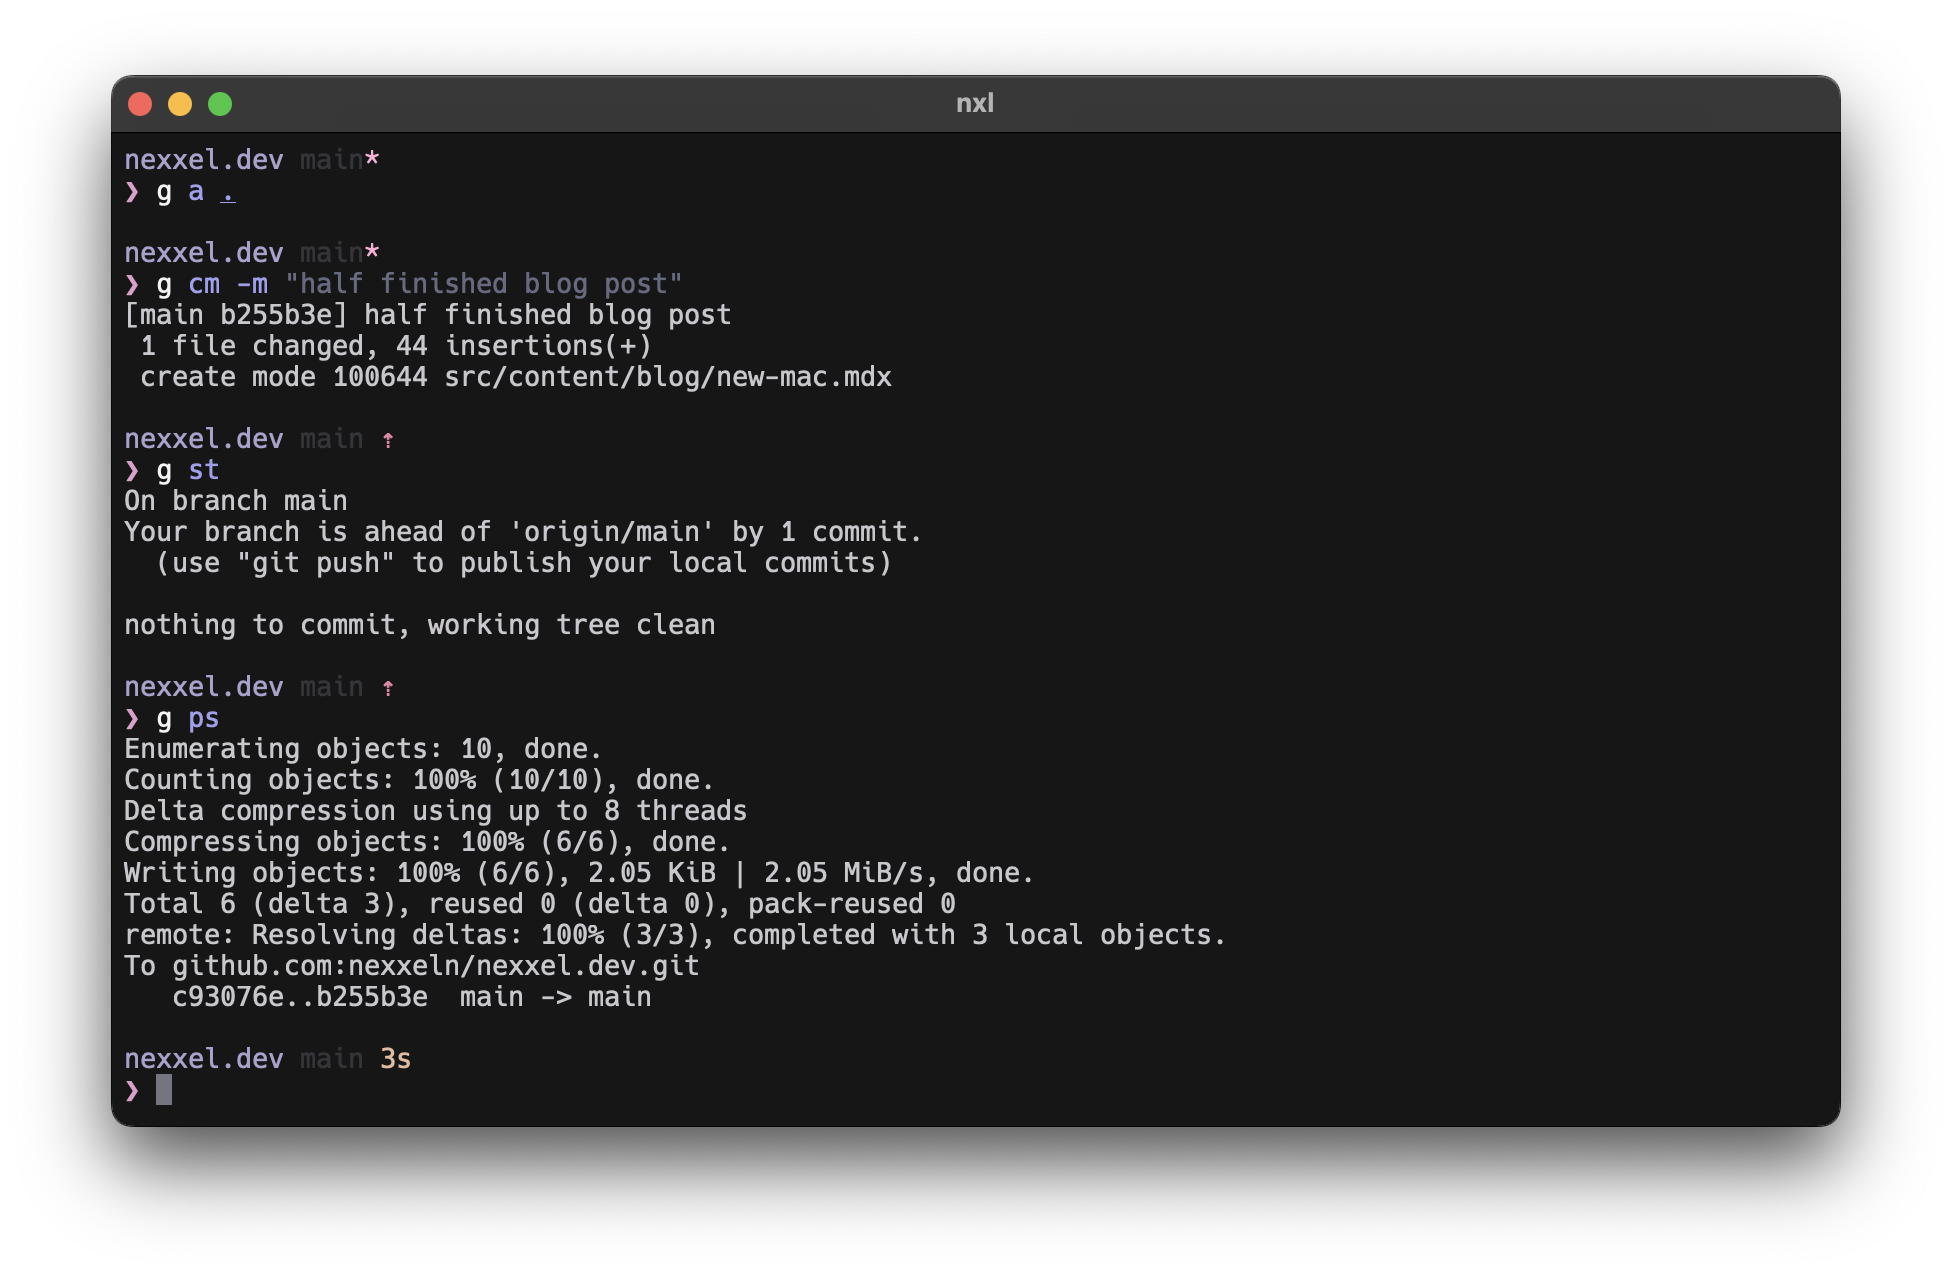 nxl
nexxel.dev main*
❯ g a .
nexxel.dev main*
❯ g cm -m "half finished blog post"
[main b255b3e] half finished blog post
 1 file changed, 44 insertions(+)
 create mode 100644 src/content/blog/new-mac.mdx
nexxel.dev main ⇡
❯ g st
On branch main
Your branch is ahead of 'origin/main' by 1 commit.
  (use "git push" to publish your local commits)
nothing to commit, working tree clean
nexxel.dev main ⇡
❯ g ps
Enumerating objects: 10, done.
Counting objects: 100% (10/10), done.
Delta compression using up to 8 threads
Compressing objects: 100% (6/6), done.
Writing objects: 100% (6/6), 2.05 KiB | 2.05 MiB/s, done.
Total 6 (delta 3), reused 0 (delta 0), pack-reused 0
remote: Resolving deltas: 100% (3/3), completed with 3 local objects.
To github.com:nexxeln/nexxel.dev.git
   c93076e..b255b3e  main -> main
nexxel.dev main 3s
❯